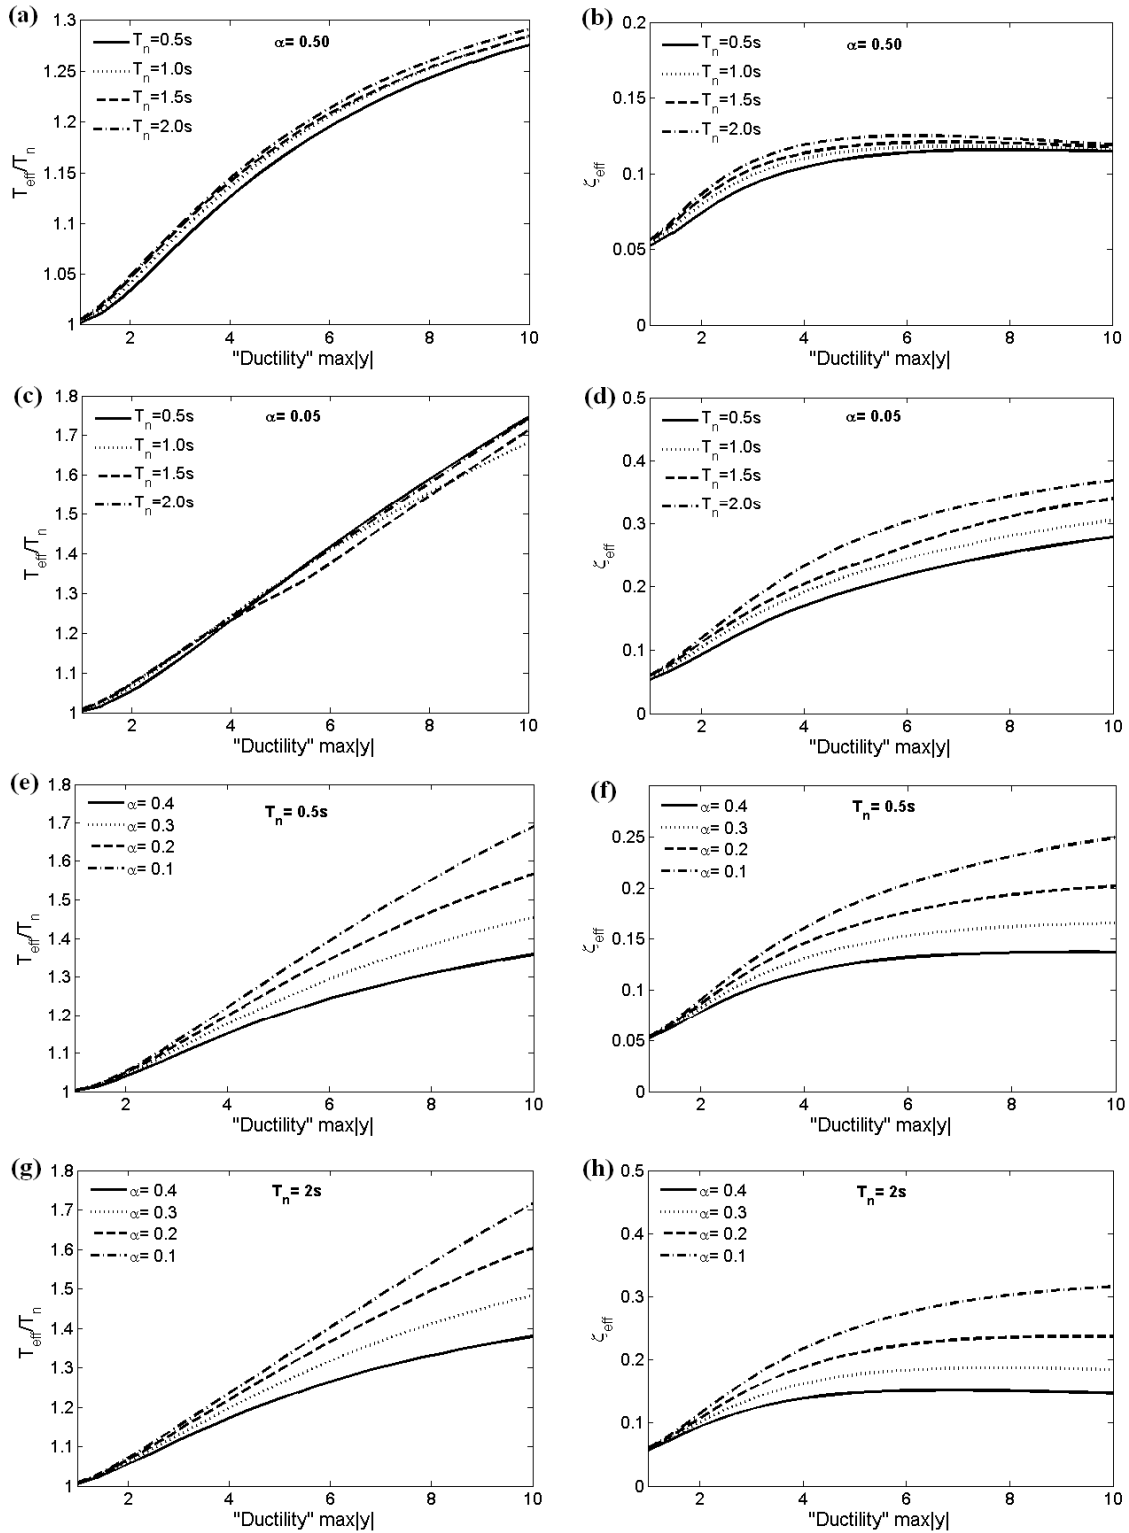 (a)
1.3
1.25
1.2
1.15
1.1
1.05
1
T_eff/T_n
T_n=0.5s
T_n=1.0s
T_n=1.5s
T_n=2.0s
α= 0.50
2 4 6 8 10
"Ductility" max|y|
(b)
0.2
0.15
0.1
0.05
0
ζ_eff
T_n=0.5s
T_n=1.0s
T_n=1.5s
T_n=2.0s
α= 0.50
2 4 6 8 10
"Ductility" max|y|
(c)
1.8
1.7
1.6
1.5
1.4
1.3
1.2
1.1
1
T_eff/T_n
T_n=0.5s
T_n=1.0s
T_n=1.5s
T_n=2.0s
α= 0.05
2 4 6 8 10
"Ductility" max|y|
(d)
0.5
0.4
0.3
0.2
0.1
0
ζ_eff
T_n=0.5s
T_n=1.0s
T_n=1.5s
T_n=2.0s
α= 0.05
2 4 6 8 10
"Ductility" max|y|
(e)
1.8
1.7
1.6
1.5
1.4
1.3
1.2
1.1
1
T_eff/T_n
α= 0.4
α= 0.3
α= 0.2
α= 0.1
T_n= 0.5s
2 4 6 8 10
"Ductility" max|y|
(f)
0.25
0.2
0.15
0.1
0.05
0
ζ_eff
α= 0.4
α= 0.3
α= 0.2
α= 0.1
T_n= 0.5s
2 4 6 8 10
"Ductility" max|y|
(g)
1.8
1.7
1.6
1.5
1.4
1.3
1.2
1.1
1
T_eff/T_n
α= 0.4
α= 0.3
α= 0.2
α= 0.1
T_n= 2s
2 4 6 8 10
"Ductility" max|y|
(h)
0.5
0.4
0.3
0.2
0.1
0
ζ_eff
α= 0.4
α= 0.3
α= 0.2
α= 0.1
T_n= 2s
2 4 6 8 10
"Ductility" max|y|